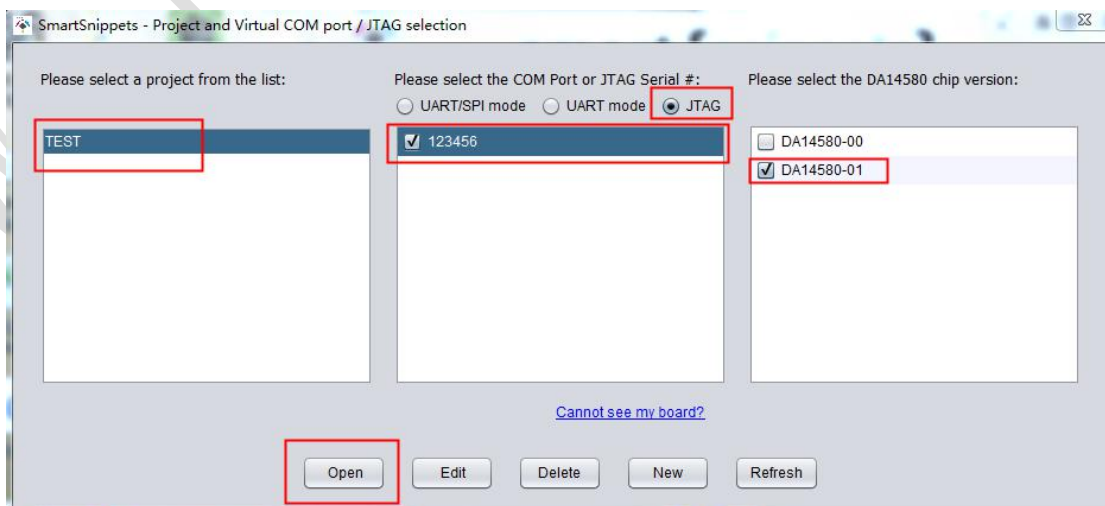 SmartSnippets - Project and Virtual COM port / JTAG selection
Please select a project from the list:
TEST
Please select the COM Port or JTAG Serial #:
UART/SPI mode UART mode JTAG
123456
Please select the DA14580 chip version:
DA14580-00
DA14580-01
Cannot see my board?
Open Edit Delete New Refresh